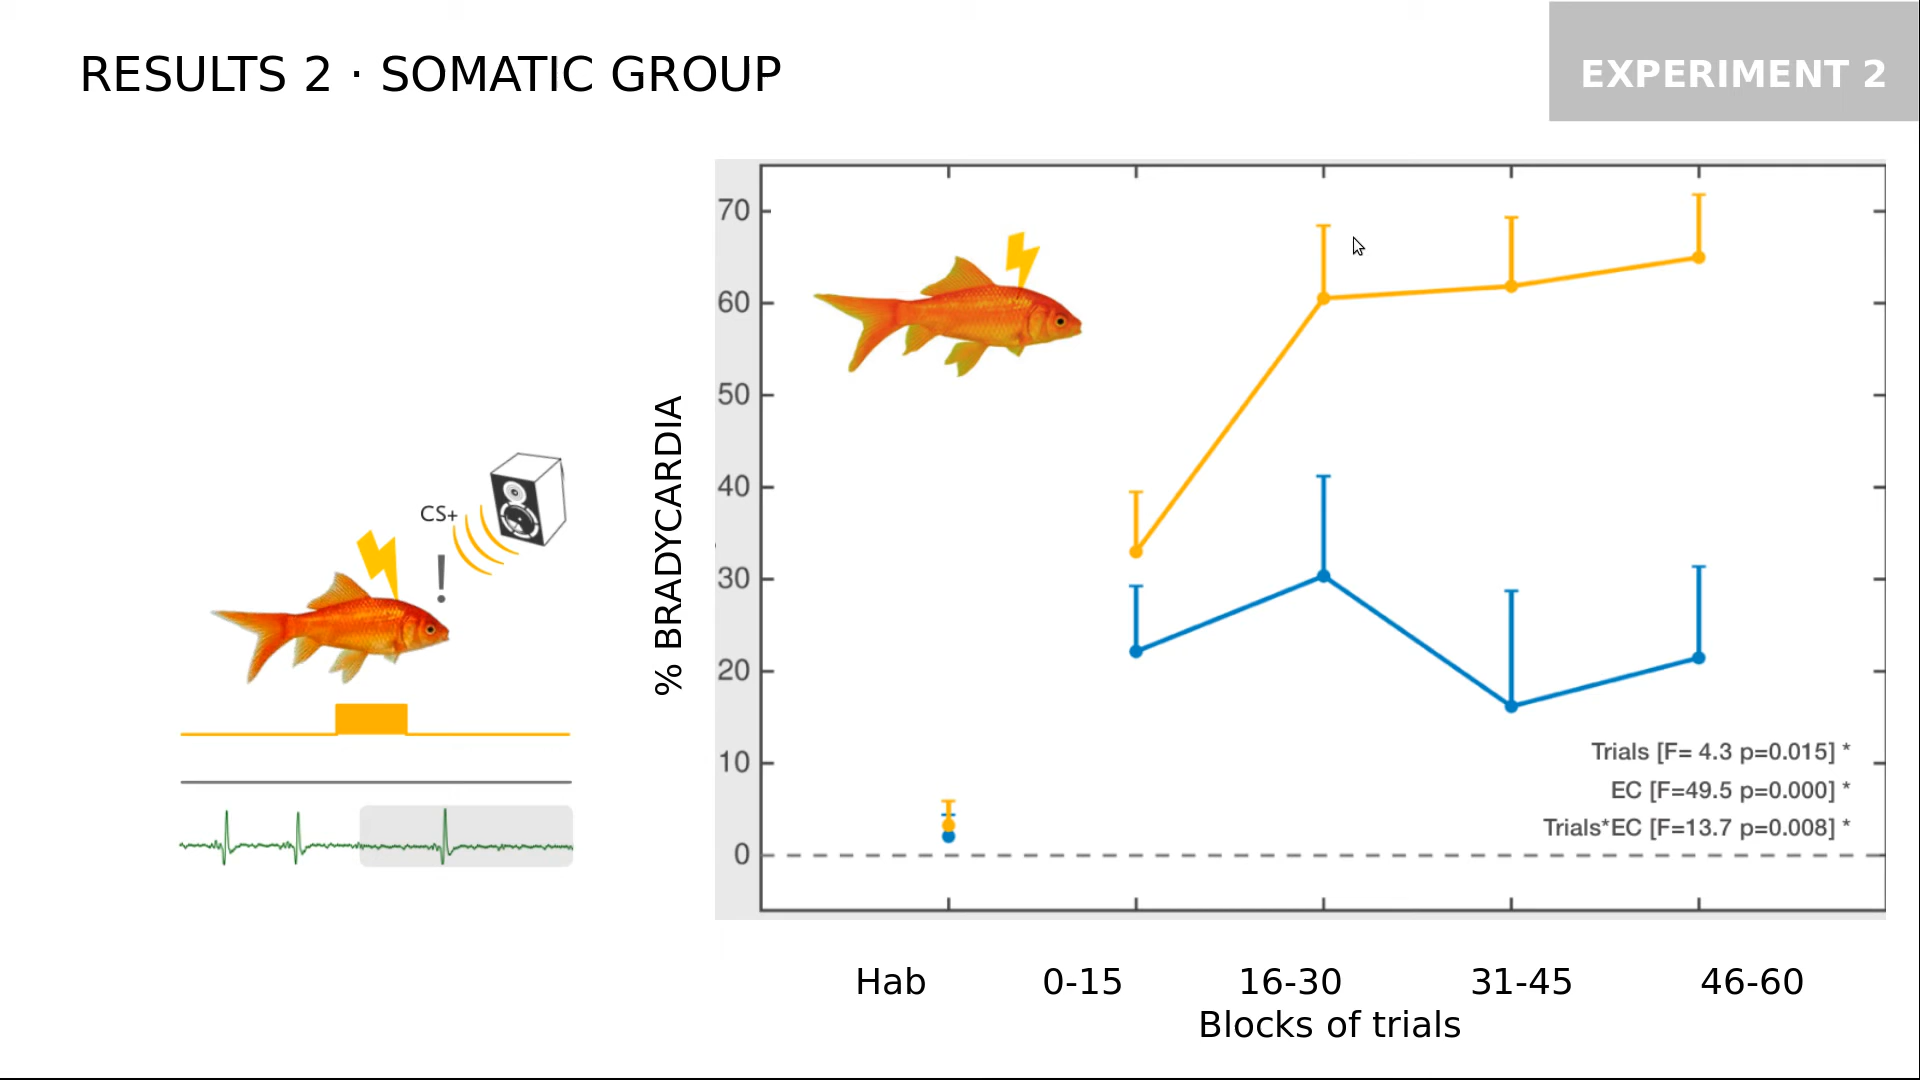 RESULTS 2 · SOMATIC GROUP
EXPERIMENT 2
CS+
!
% BRADYCARDIA
70
60
50
40
30
20
10
0
Trials [F= 4.3 p=0.015] *
EC [F=49.5 p=0.000] *
Trials*EC [F=13.7 p=0.008] *
Hab 0-15 16-30 31-45 46-60
Blocks of trials